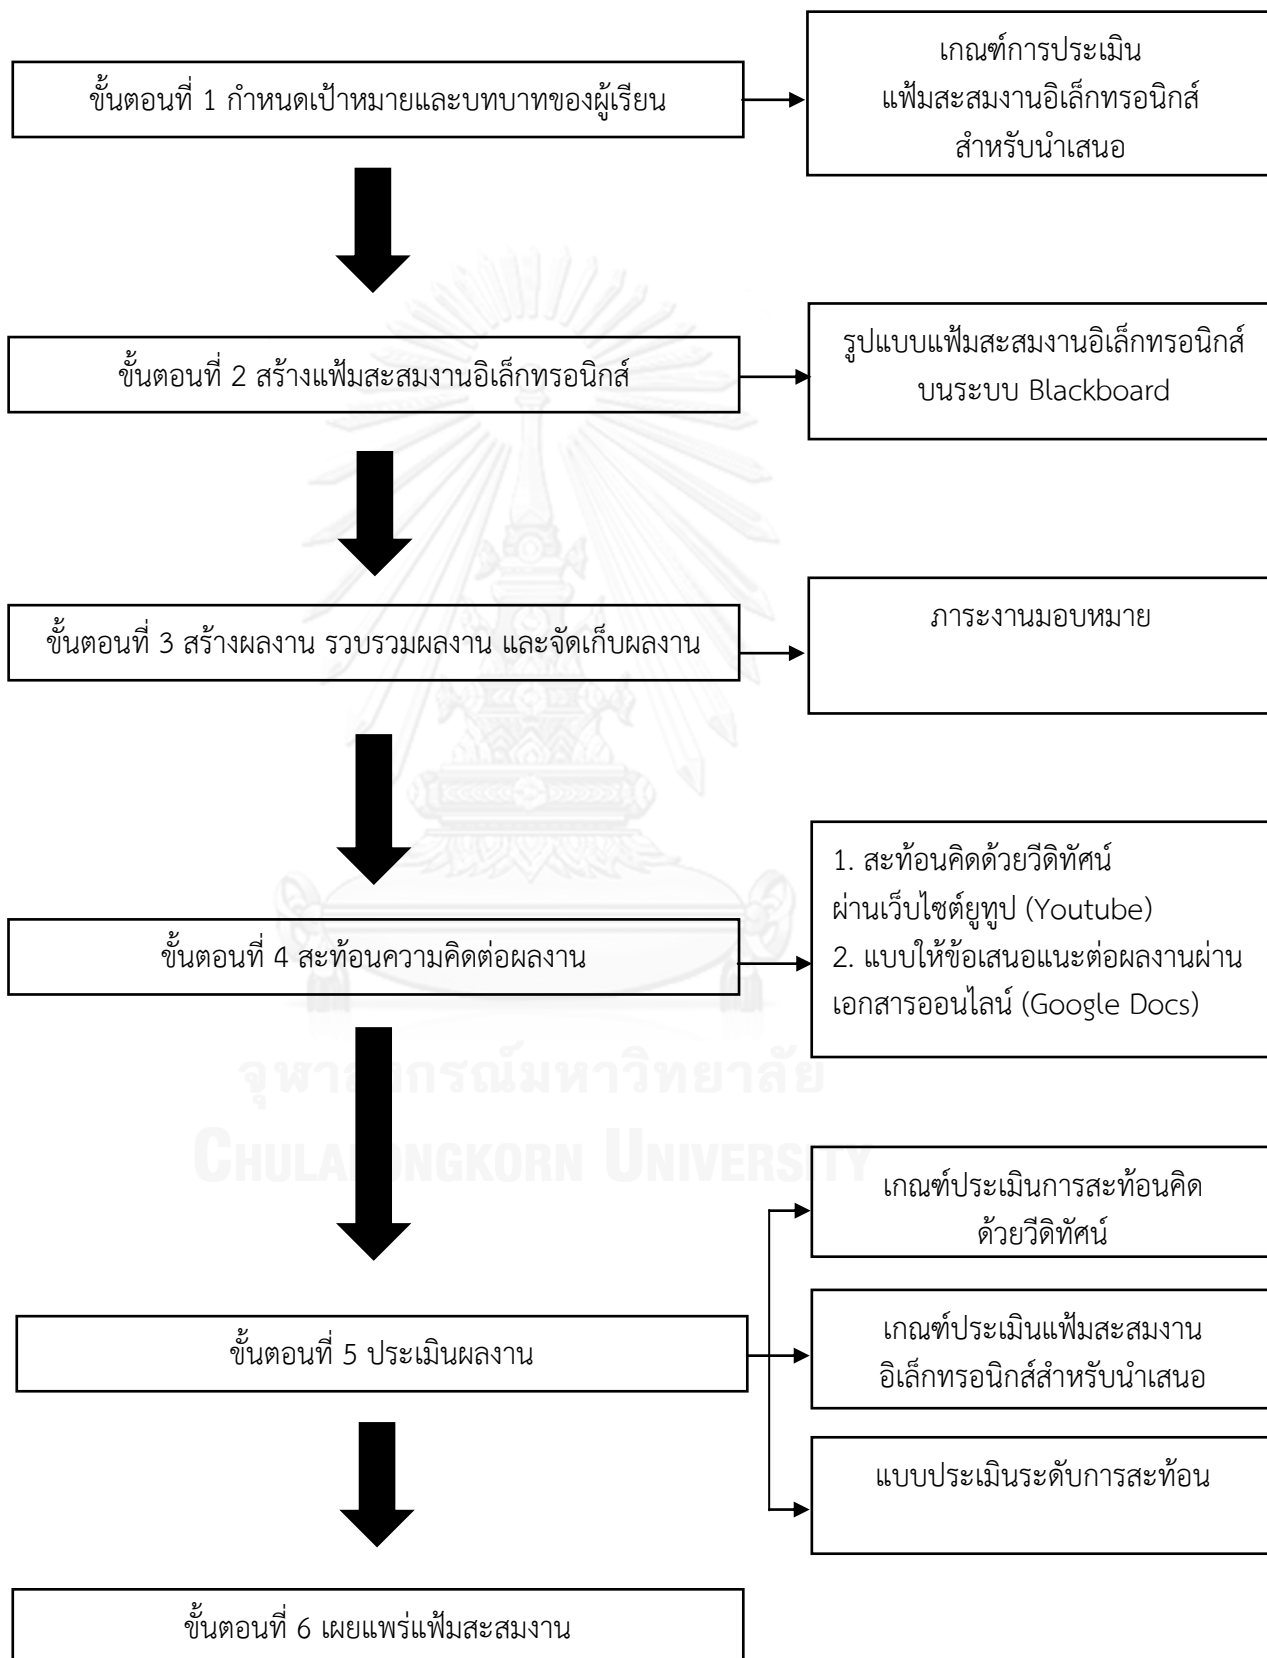 ขั้นตอนที่ 1 กำหนดเป้าหมายและบทบาทของผู้เรียน
เกณฑ์การประเมิน
แฟ้มสะสมงานอิเล็กทรอนิกส์
สำหรับนำเสนอ
ขั้นตอนที่ 2 สร้างแฟ้มสะสมงานอิเล็กทรอนิกส์
รูปแบบแฟ้มสะสมงานอิเล็กทรอนิกส์
บนระบบ Blackboard
ขั้นตอนที่ 3 สร้างผลงาน รวบรวมผลงาน และจัดเก็บผลงาน
ภาระงานมอบหมาย
ขั้นตอนที่ 4 สะท้อนความคิดต่อผลงาน
1. สะท้อนคิดด้วยวีดิทัศน์
ผ่านเว็บไซต์ยูทูป (Youtube)
2. แบบให้ข้อเสนอแนะต่อผลงานผ่าน
เอกสารออนไลน์ (Google Docs)
จุฬาลงกรณ์มหาวิทยาลัย
CHULALONGKORN UNIVERSITY
ขั้นตอนที่ 5 ประเมินผลงาน
เกณฑ์ประเมินการสะท้อนคิด
ด้วยวีดิทัศน์
เกณฑ์ประเมินแฟ้มสะสมงาน
อิเล็กทรอนิกส์สำหรับนำเสนอ
แบบประเมินระดับการสะท้อน
ขั้นตอนที่ 6 เผยแพร่แฟ้มสะสมงาน